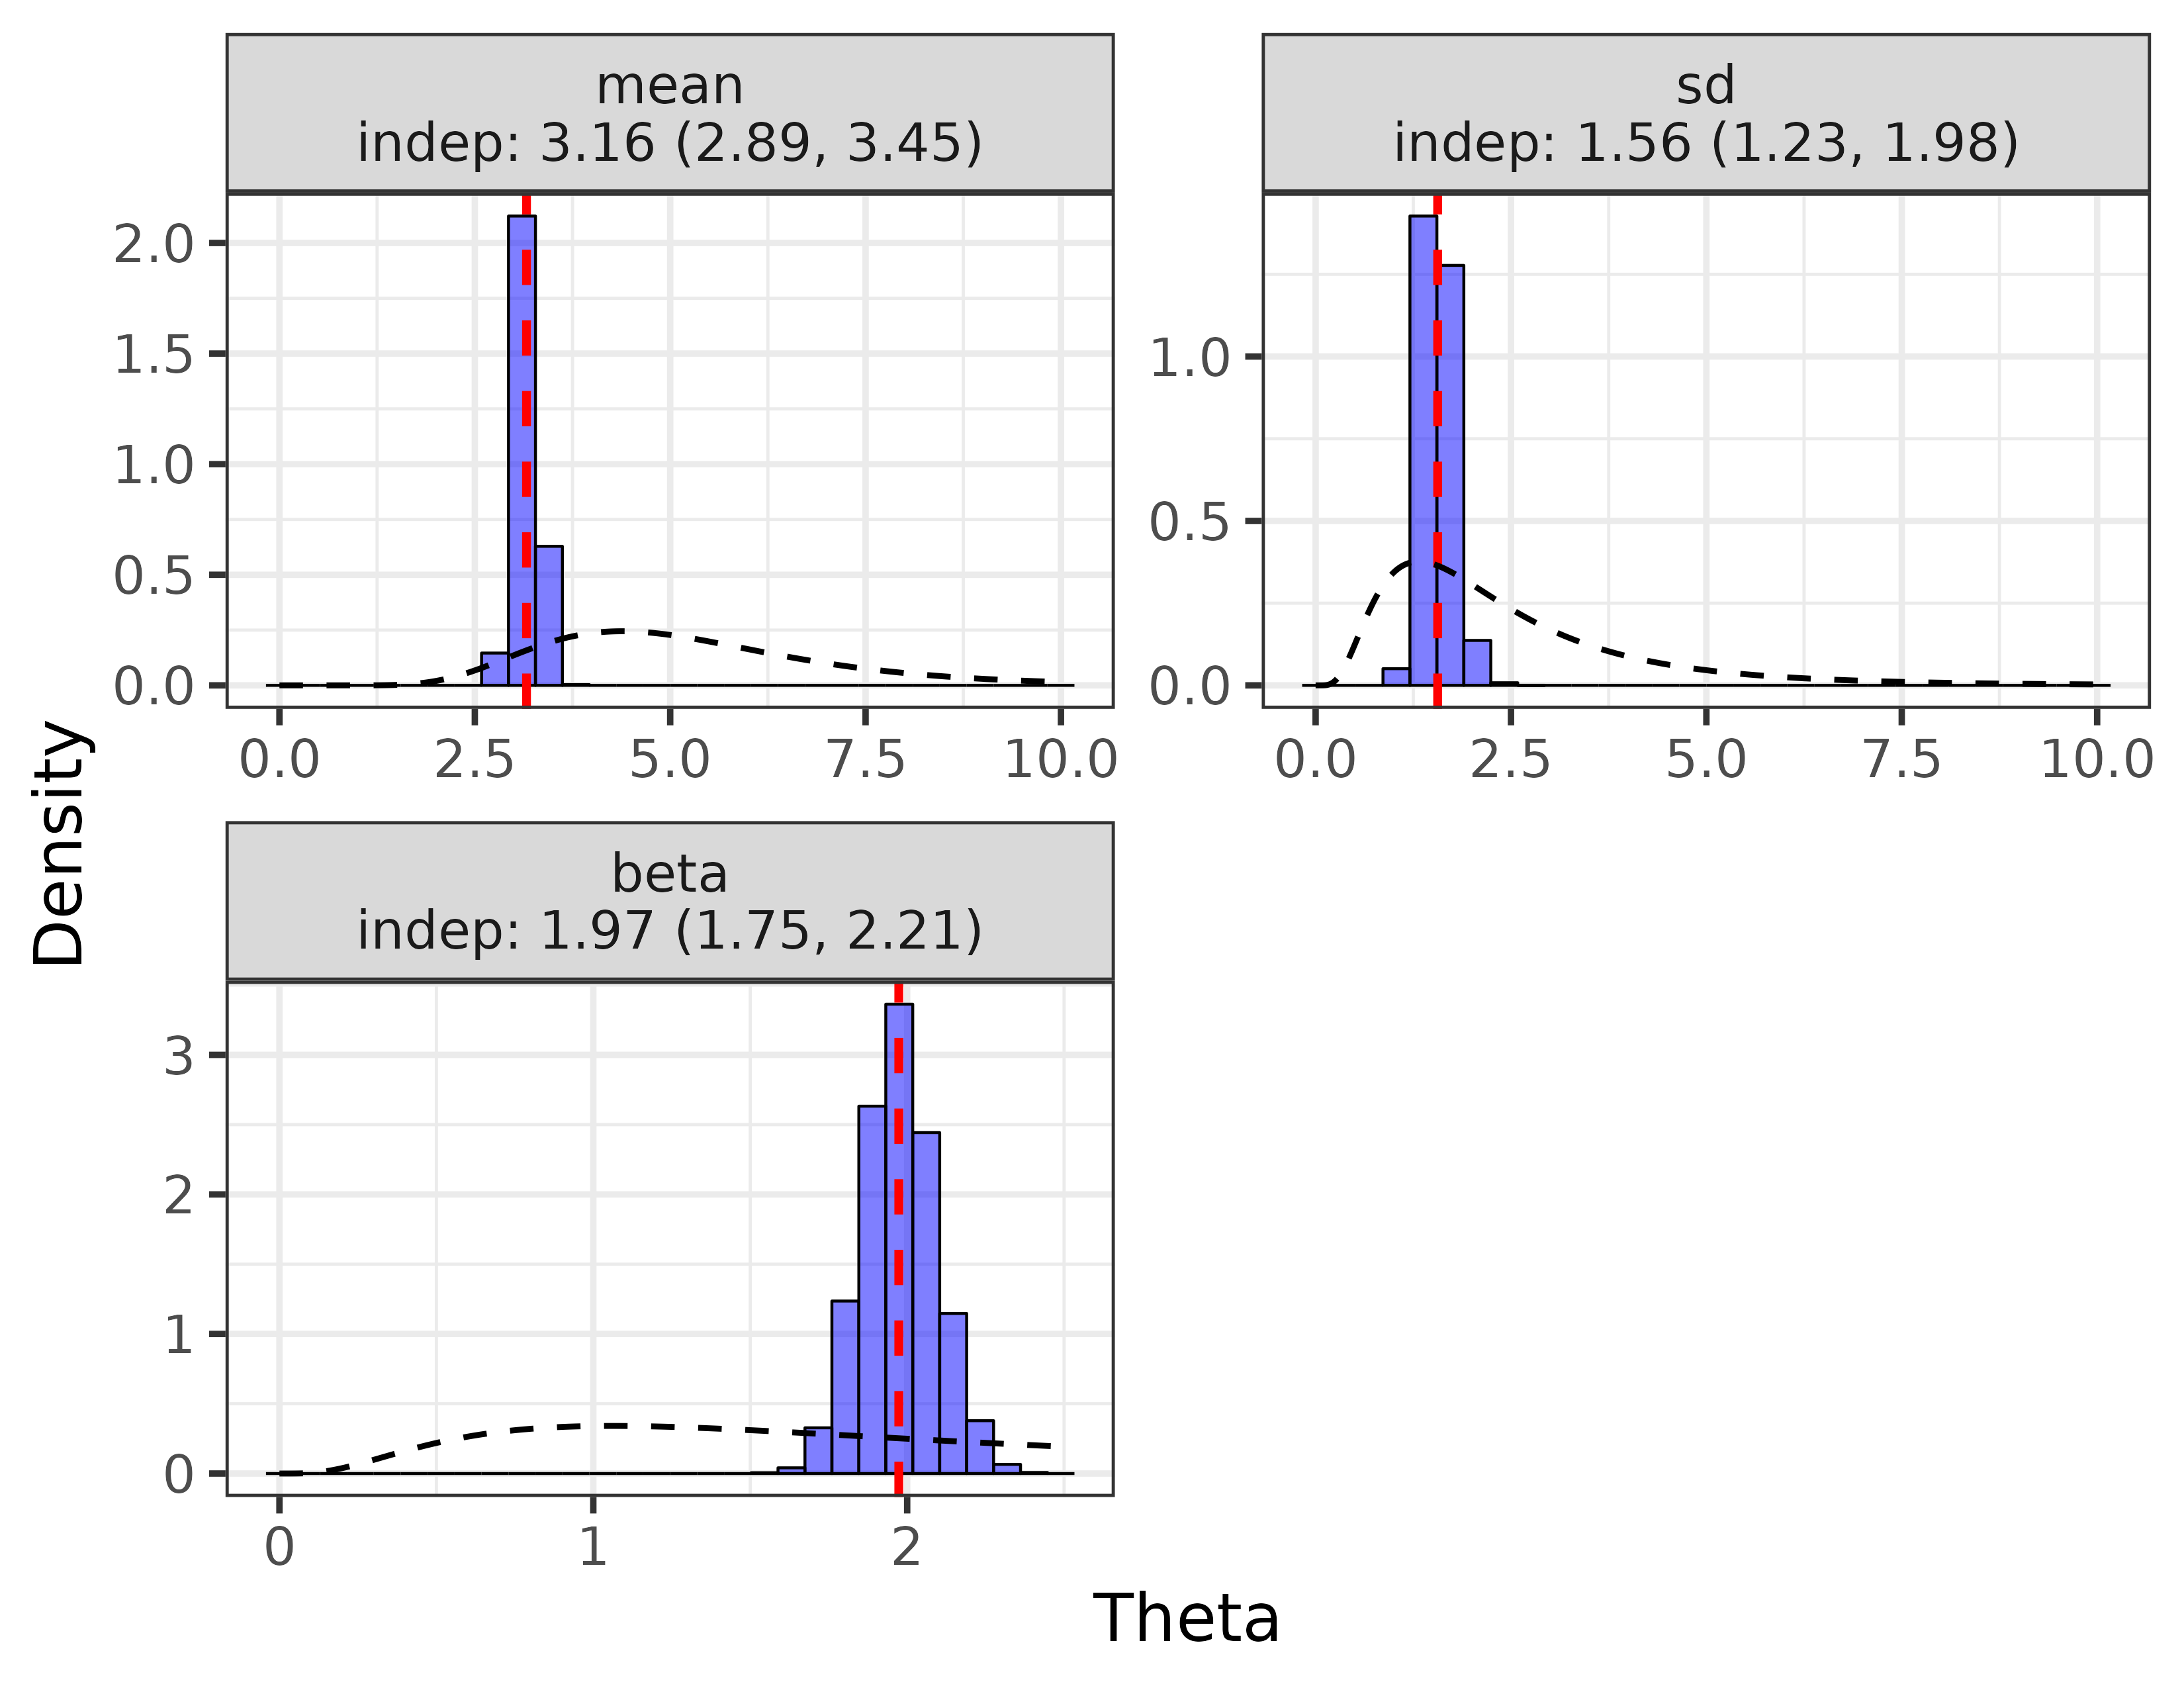 mean
indep: 3.16 (2.89, 3.45)
sd
indep: 1.56 (1.23, 1.98)
2.0
1.5
1.0
0.5
0.0
0.0 2.5 5.0 7.5 10.0
1.0
0.5
0.0
0.0 2.5 5.0 7.5 10.0
Density
beta
indep: 1.97 (1.75, 2.21)
3
2
1
0
0 1 2
Theta